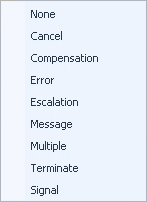 None
Cancel
Compensation
Error
Escalation
Message
Multiple
Terminate
Signal